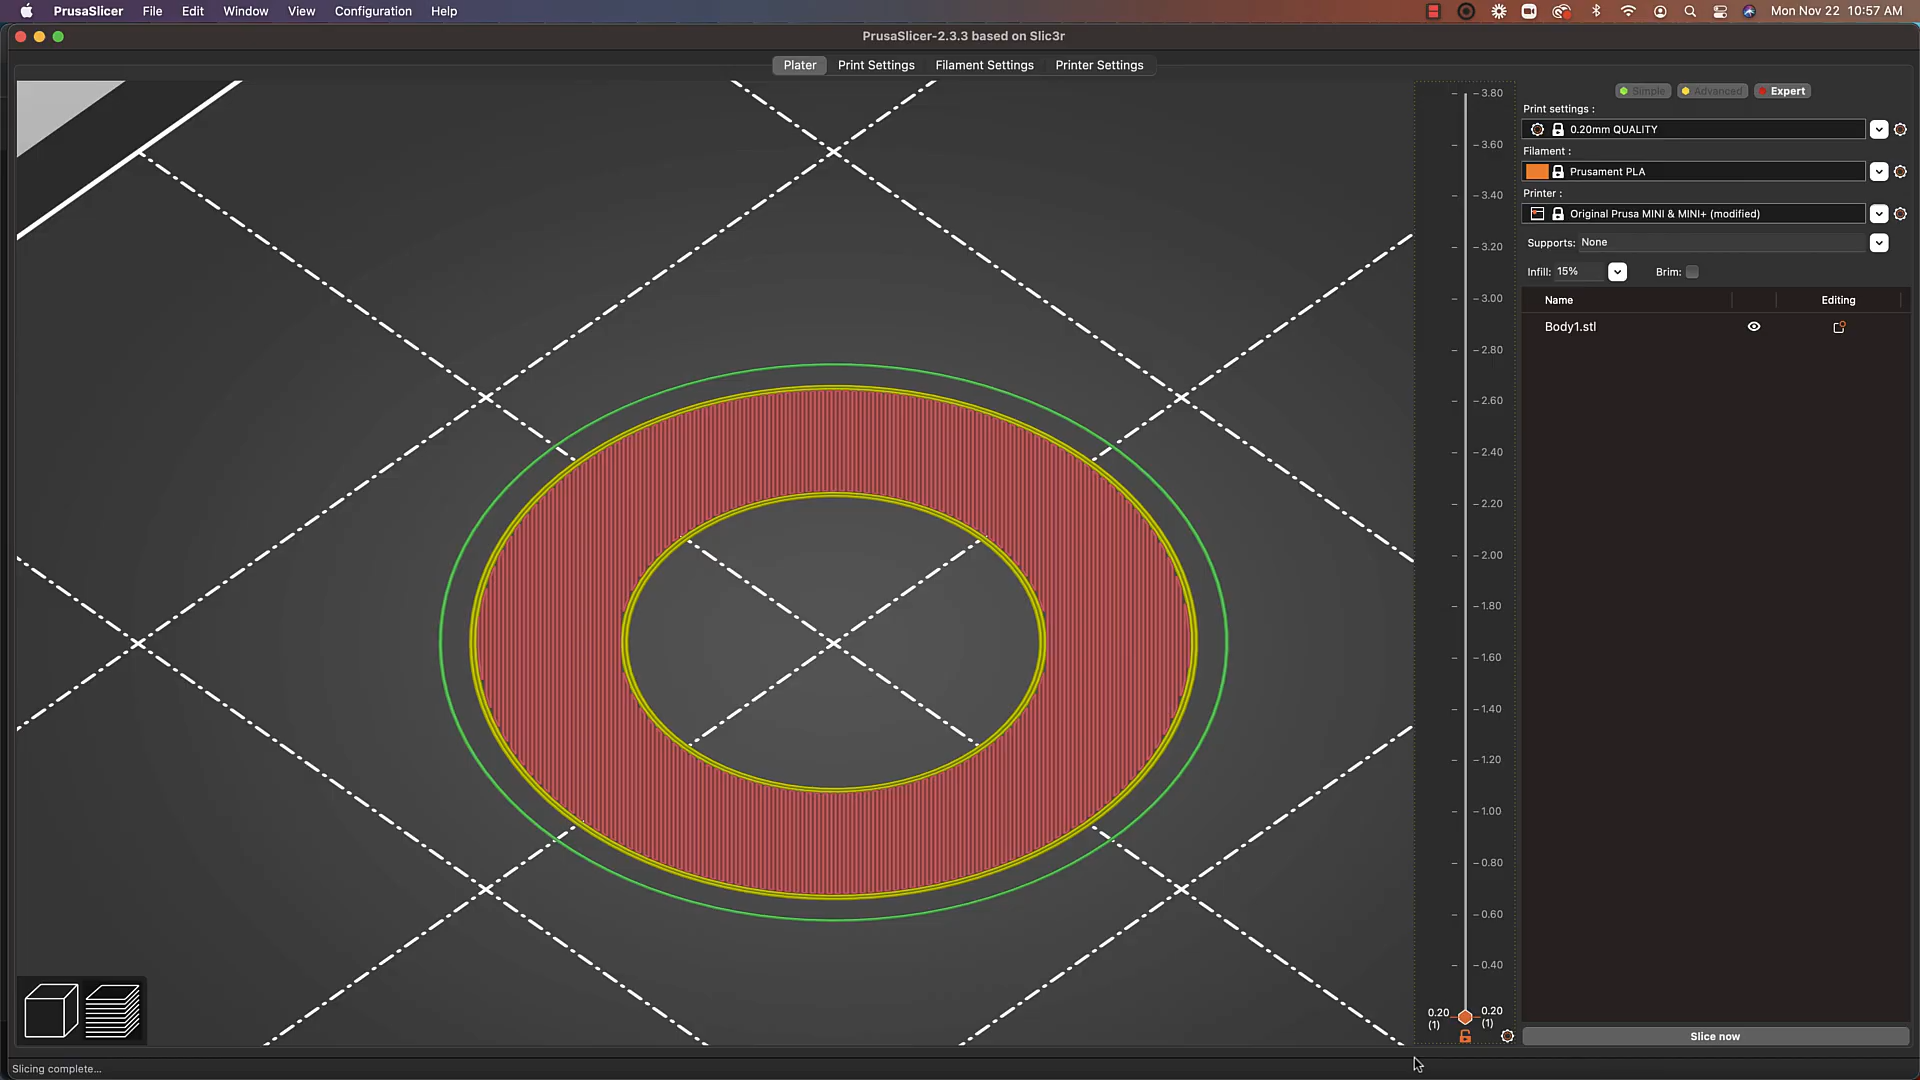 PrusaSlicer File Edit Window View Configuration Help Mon Nov 22 10:57 AM
PrusaSlicer-2.3.3 based on Slic3r
Plater Print Settings Filament Settings Printer Settings
Simple Advanced Expert
Print settings :
0.20mm QUALITY
Filament :
Prusament PLA
Printer :
Original Prusa MINI & MINI+ (modified)
Supports: None
Infill: 15% Brim:
Name Editing
Body1.stl
3.80
3.60
3.40
3.20
3.00
2.80
2.60
2.40
2.20
2.00
1.80
1.60
1.40
1.20
1.00
0.80
0.60
0.40
0.20 0.20
(1) (1)
Slice now
Slicing complete...